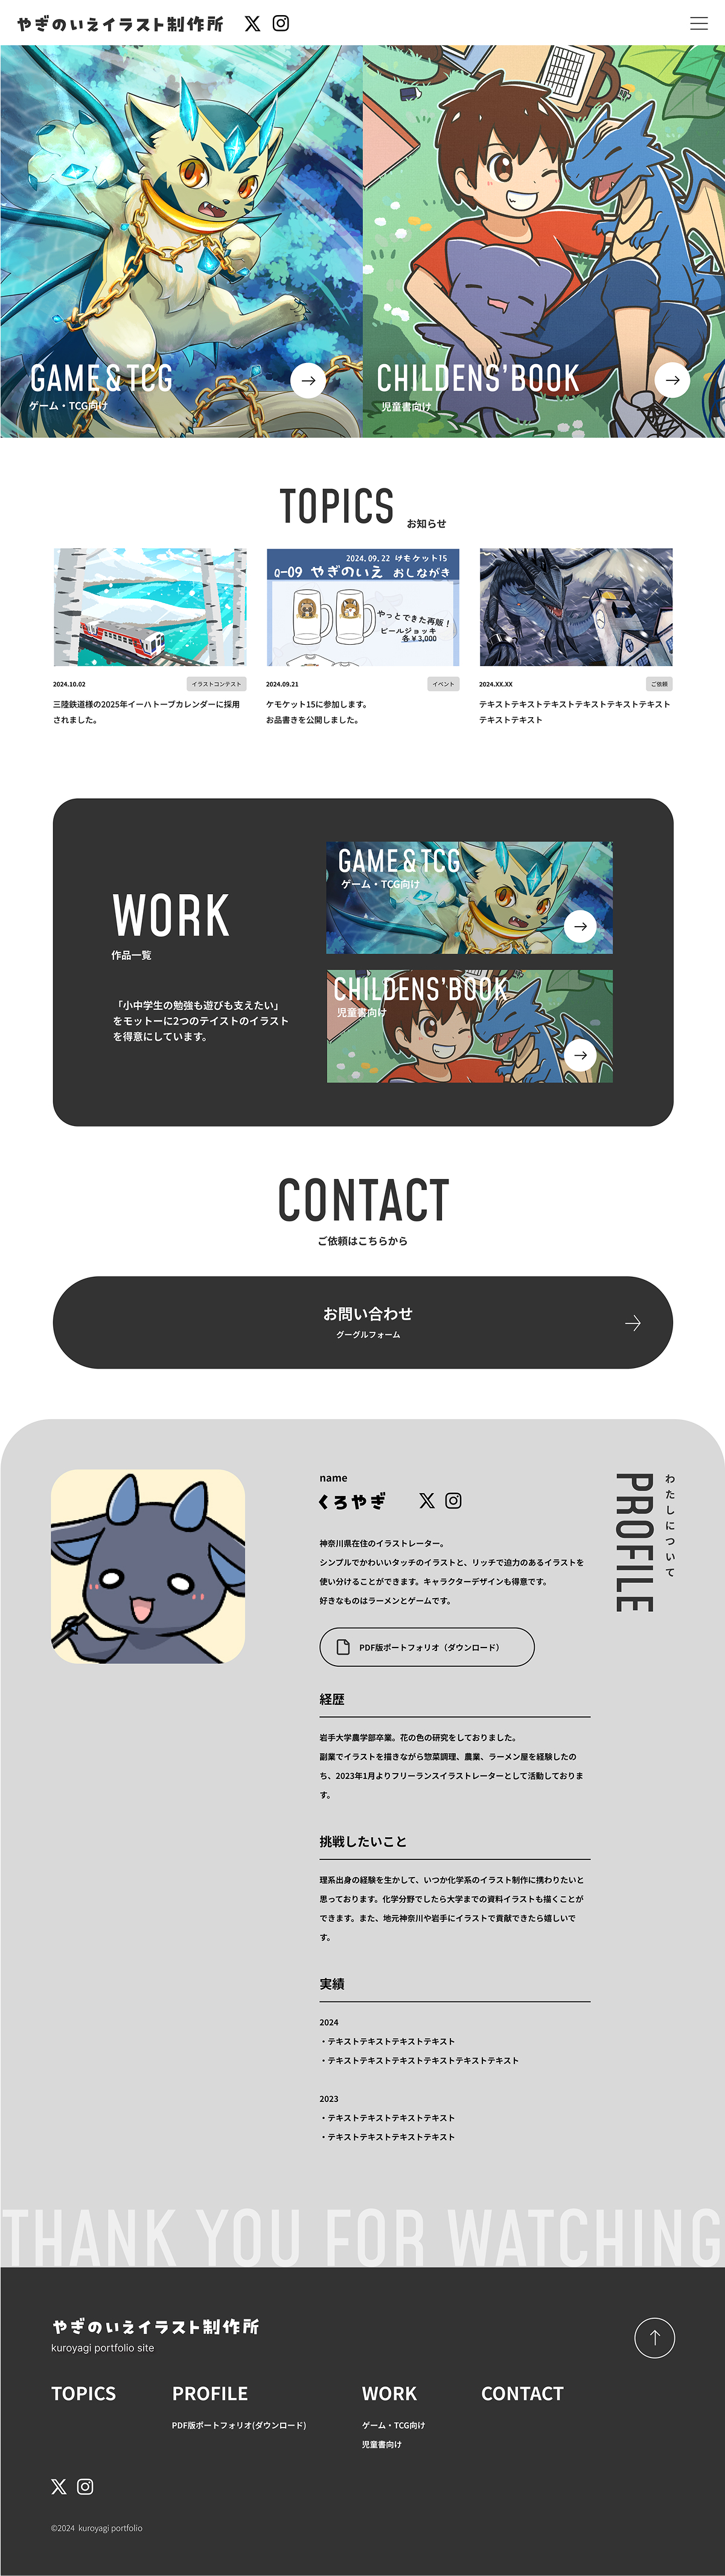 やぎのいえイラスト制作所
GAME & TCG
ゲーム・TCG向け
CHILDENS' BOOK
児童書向け
TOPICS
お知らせ
2024.09.22 けもケット15
o-09 やぎのいえ おしながき
やっとできた再販！
ビールジョッキ
各￥3,000
2024.10.02
イラストコンテスト
三陸鉄道様の2025年イーハトーブカレンダーに採用
されました。
2024.09.21
イベント
ケモケット15に参加します。
お品書きを公開しました。
2024.XX.XX
ご依頼
テキストテキストテキストテキストテキストテキスト
テキストテキスト
WORK
作品一覧
「小中学生の勉強も遊びも支えたい」
をモットーに2つのテイストのイラスト
を得意にしています。
GAME & TCG
ゲーム・TCG向け
CHILDENS' BOOK
児童書向け
CONTACT
ご依頼はこちらから
お問い合わせ
グーグルフォーム
PROFILE
わたしについて
name
くろやぎ
神奈川県在住のイラストレーター。
シンプルでかわいいタッチのイラストと、リッチで迫力のあるイラストを
使い分けることができます。キャラクターデザインも得意です。
好きなものはラーメンとゲームです。
PDF版ポートフォリオ（ダウンロード）
経歴
岩手大学農学部卒業。花の色の研究をしておりました。
副業でイラストを描きながら惣菜調理、農業、ラーメン屋を経験したの
ち、2023年1月よりフリーランスイラストレーターとして活動しておりま
す。
挑戦したいこと
理系出身の経験を生かして、いつか化学系のイラスト制作に携わりたいと
思っております。化学分野でしたら大学までの資料イラストも描くことが
できます。また、地元神奈川や岩手にイラストで貢献できたら嬉しいで
す。
実績
2024
・テキストテキストテキストテキスト
・テキストテキストテキストテキストテキストテキスト
2023
・テキストテキストテキストテキスト
・テキストテキストテキストテキスト
THANK YOU FOR WATCHING
やぎのいえイラスト制作所
kuroyagi portfolio site
TOPICS
PROFILE
PDF版ポートフォリオ(ダウンロード)
WORK
ゲーム・TCG向け
児童書向け
CONTACT
©2024 kuroyagi portfolio